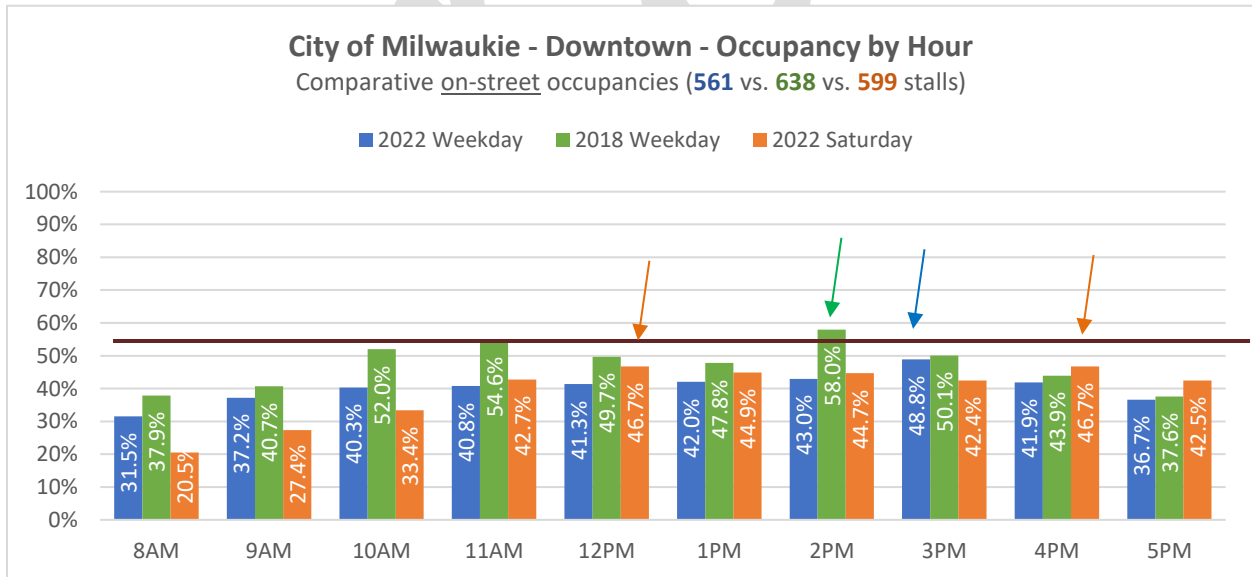 City of Milwaukie - Downtown - Occupancy by Hour
Comparative on-street occupancies (561 vs. 638 vs. 599 stalls)
2022 Weekday 2018 Weekday 2022 Saturday
100%
90%
80%
70%
60%
50%
40%
30%
20%
10%
0%
31.5% 37.9% 20.5%
37.2% 40.7% 27.4%
40.3% 52.0% 33.4%
40.8% 54.6% 42.7%
41.3% 49.7% 46.7%
42.0% 47.8% 44.9%
43.0% 58.0% 44.7%
48.8% 50.1% 42.4%
41.9% 43.9% 46.7%
36.7% 37.6% 42.5%
8AM 9AM 10AM 11AM 12PM 1PM 2PM 3PM 4PM 5PM